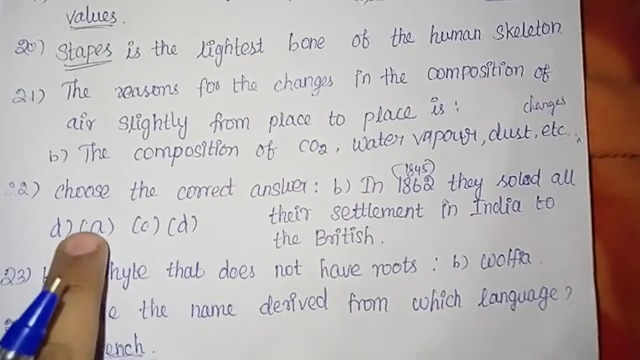 values.
20) Stapes is the lightest bone of the human skeleton
21) The reasons for the changes in the composition of
air slightly from place to place is : changes
b) The composition of CO2, water vapour, dust, etc.,
22) choose the correct answer : b) In 1862 (1845) they solad all
d) (a) (c) (d) their settlement in India to
the British.
23) hyte that does not have roots : b) wolffia.
e the name derived from which language?
ench.